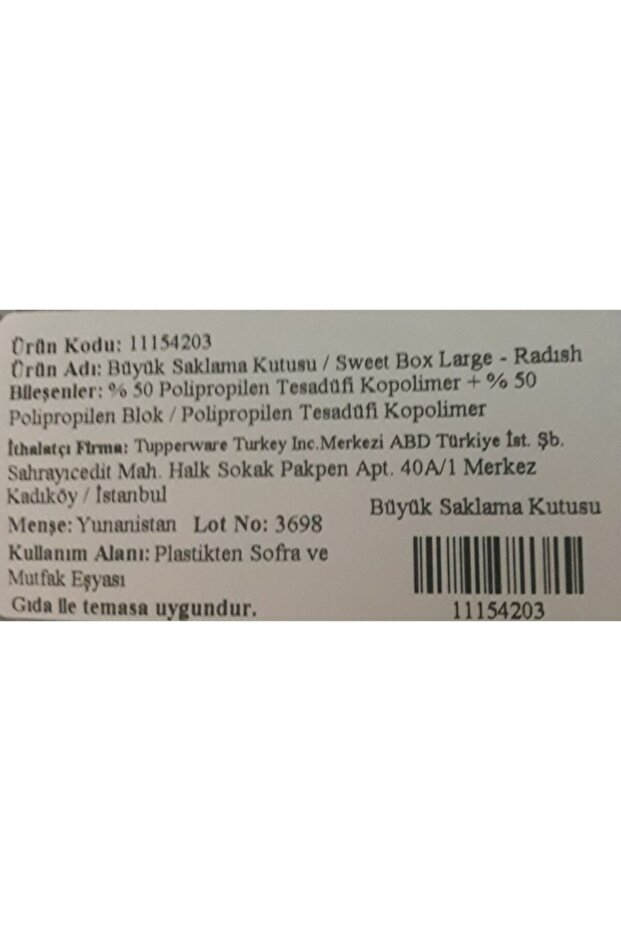 Ürün Kodu: 11154203
Ürün Adı: Büyük Saklama Kutusu / Sweet Box Large - Radısh
Bileşenler: % 50 Polipropilen Tesadüfi Kopolimer + % 50
Polipropilen Blok / Polipropilen Tesadüfi Kopolimer
İthalatçı Firma: Tupperware Turkey Inc.Merkezi ABD Türkiye İst. Şb.
Sahrayıcedit Mah. Halk Sokak Pakpen Apt. 40A/1 Merkez
Kadıköy / İstanbul
Menşe: Yunanistan Lot No: 3698
Kullanım Alanı: Plastikten Sofra ve
Mutfak Eşyası
Gıda ile temasa uygundur.
Büyük Saklama Kutusu
11154203